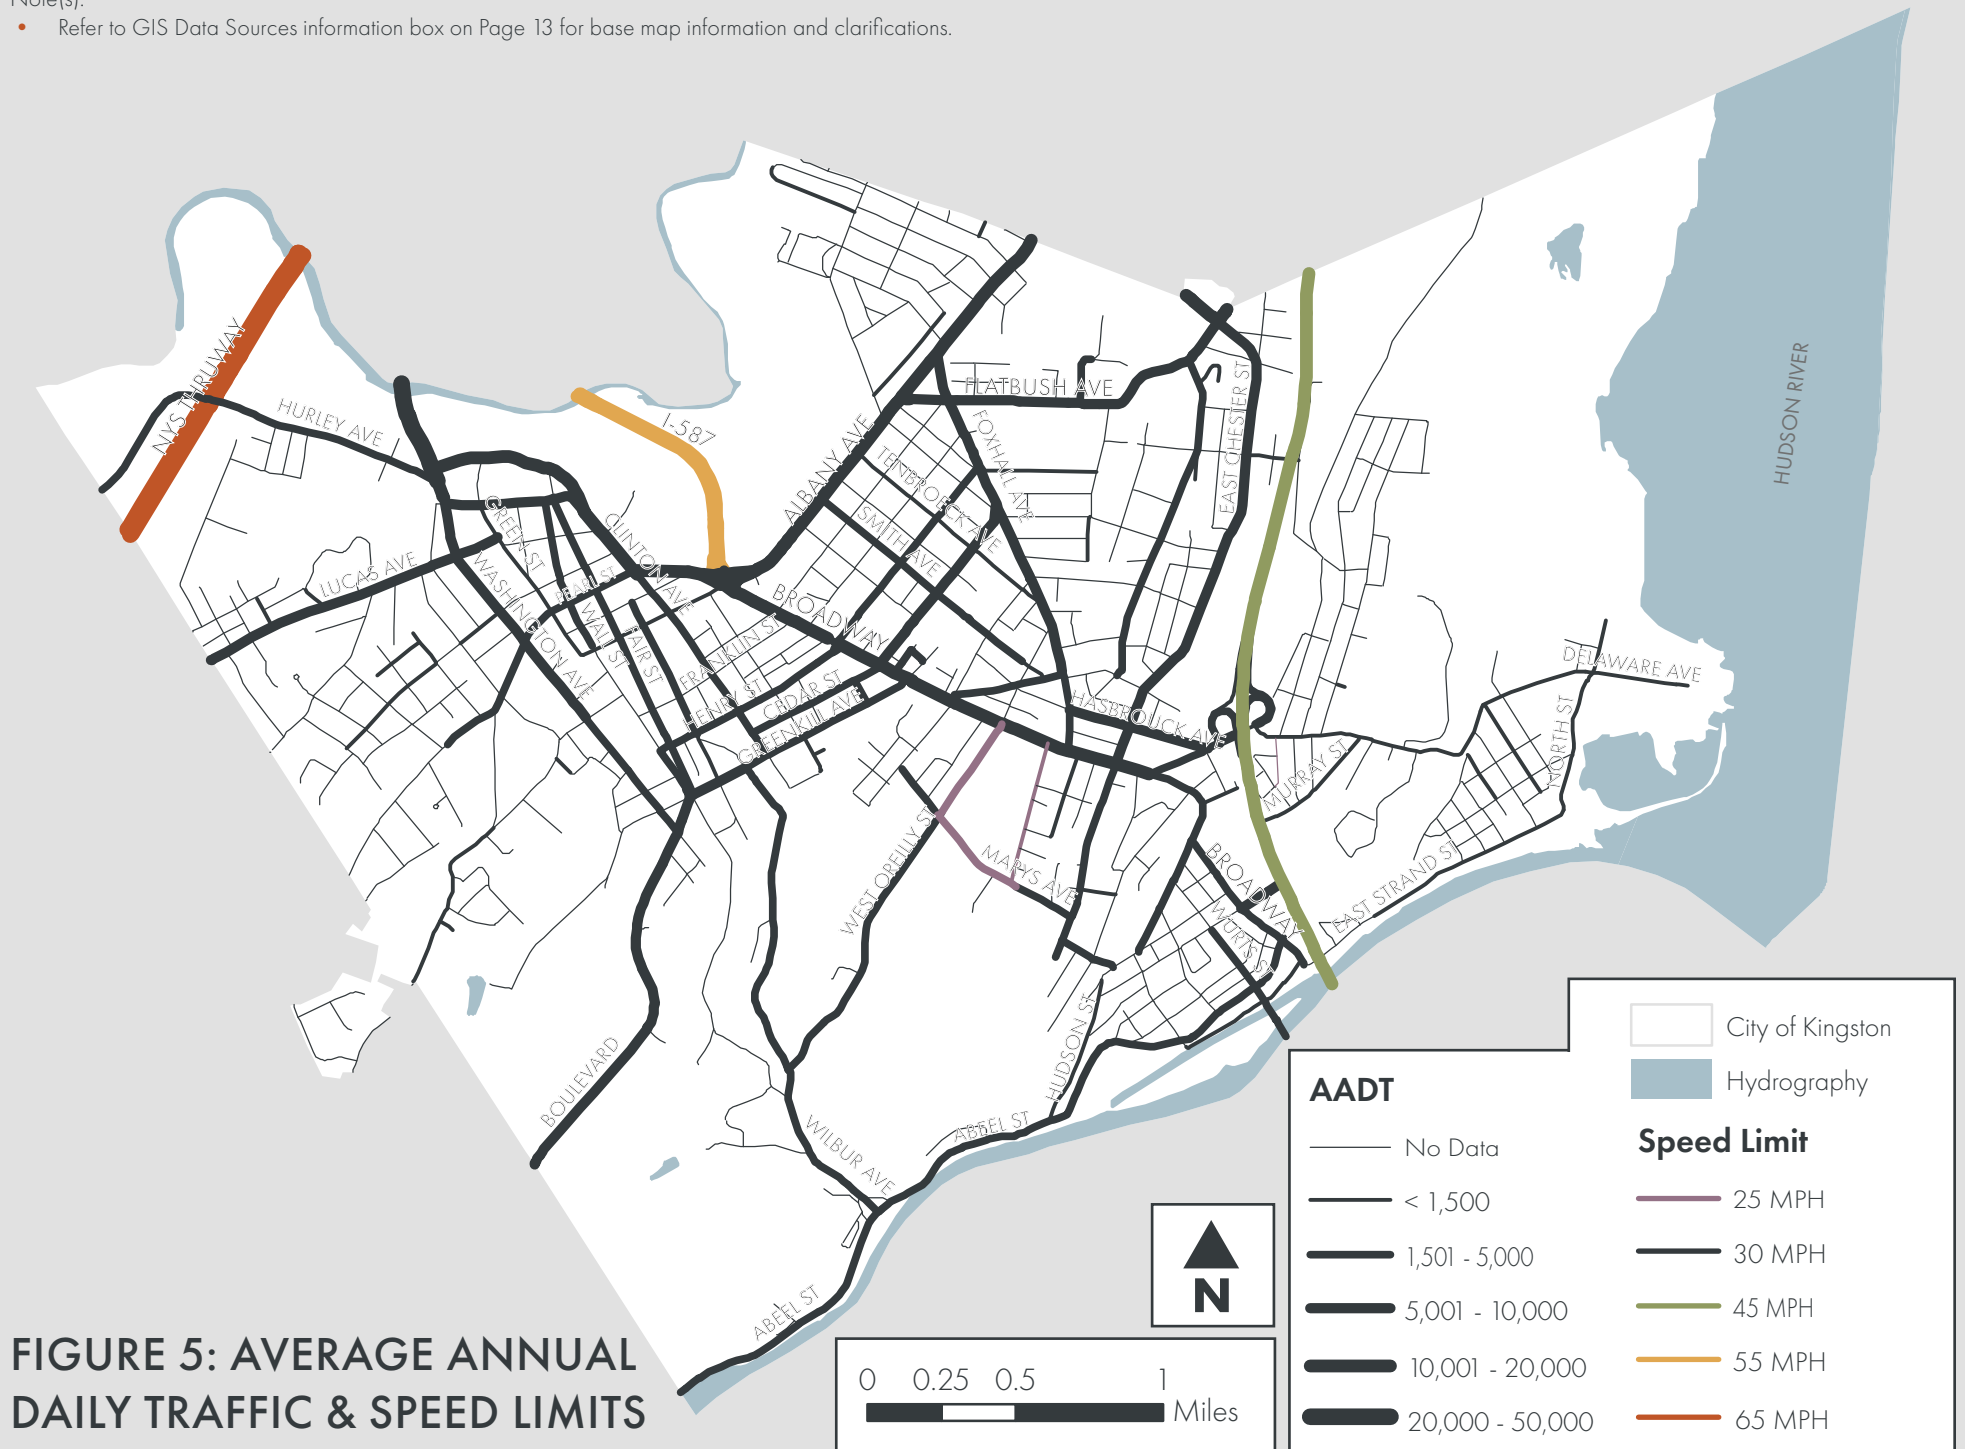 Note(s):
• Refer to GIS Data Sources information box on Page 13 for base map information and clarifications.
NYS THRUWAY
HURLEY AVE
I-587
FLATBUSH AVE
ALBANY AVE
FOXHALL AVE
TENBROECK AVE
SMITH AVE
EAST CHESTER ST
HUDSON RIVER
LUCAS AVE
GREEN ST
CLINTON AVE
WASHINGTON AVE
PEARL ST
WALL ST
FAIR ST
BROADWAY
FRANKLIN ST
HENRY ST
CEDAR ST
GREENKILL AVE
HASBROUCK AVE
DELAWARE AVE
NORTH ST
MURRAY ST
WEST OREILLY ST
MARYS AVE
BROADWAY
WURTS ST
EAST STRAND ST
BOULEVARD
HUDSON ST
WILBUR AVE
ABEEL ST
ABEEL ST
N
0 0.25 0.5 1
Miles
City of Kingston
Hydrography
AADT
No Data
< 1,500
1,501 - 5,000
5,001 - 10,000
10,001 - 20,000
20,000 - 50,000
Speed Limit
25 MPH
30 MPH
45 MPH
55 MPH
65 MPH
FIGURE 5: AVERAGE ANNUAL
DAILY TRAFFIC & SPEED LIMITS